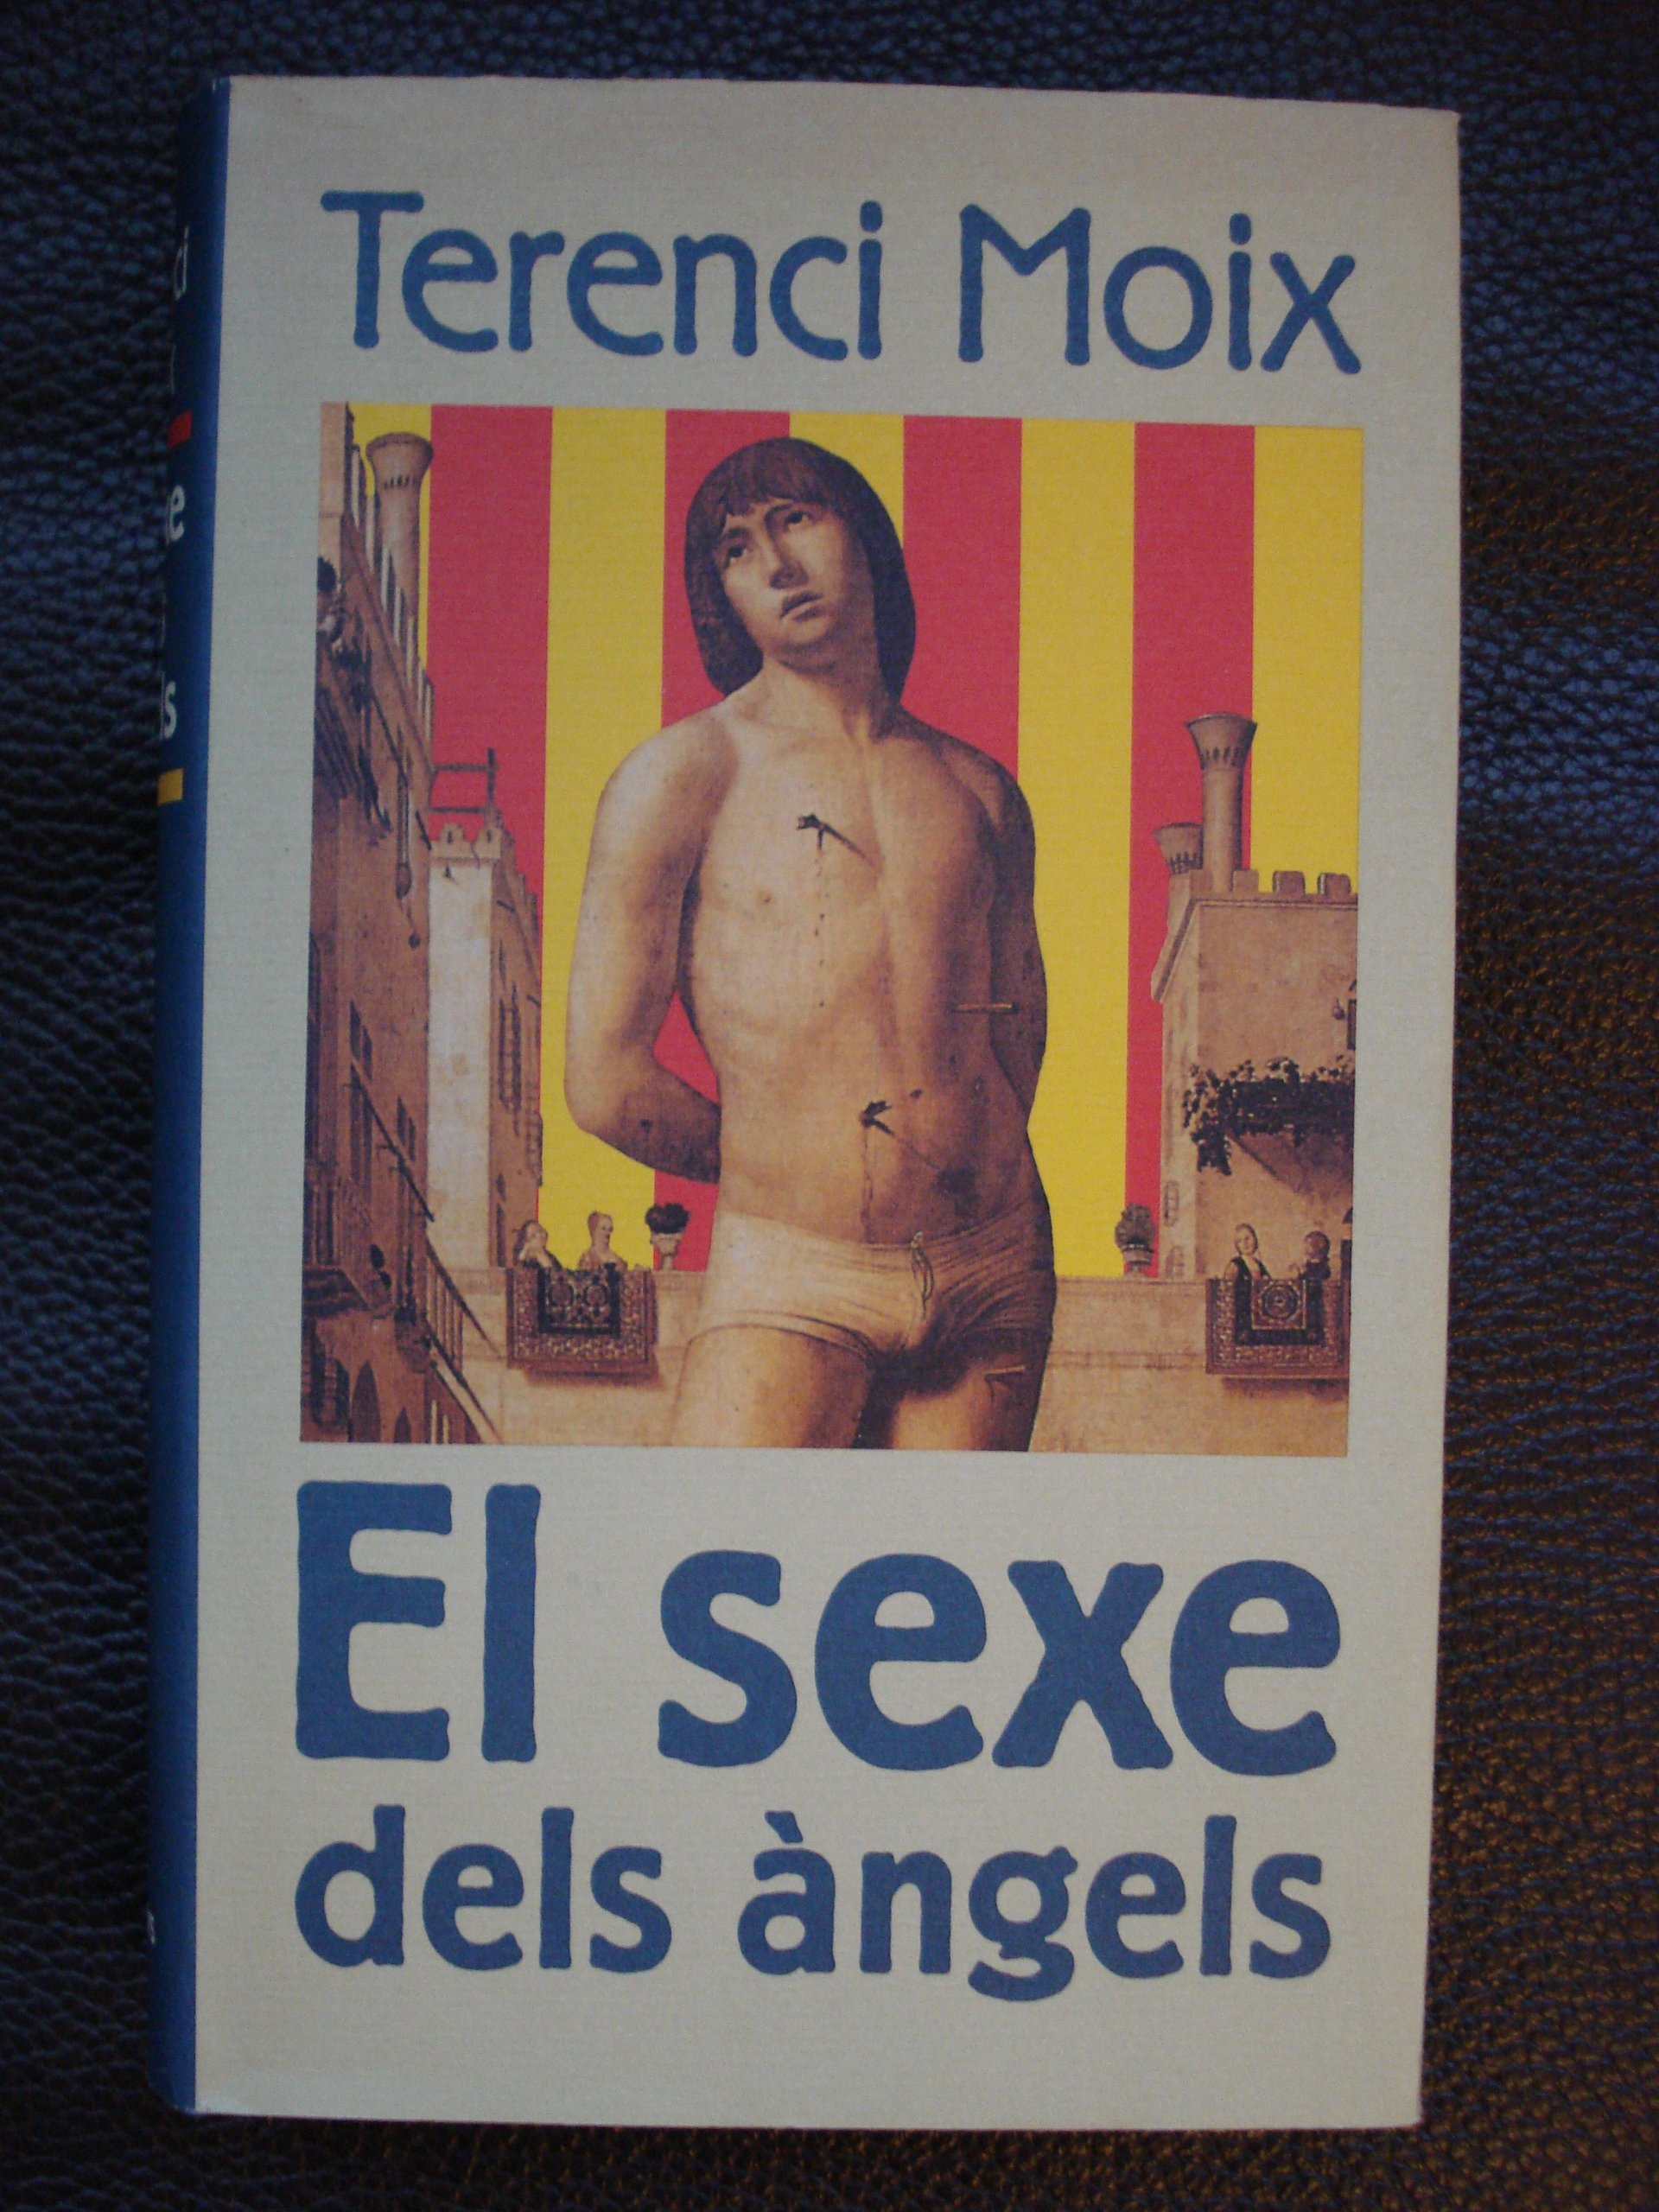 Terenci Moix
El sexe
dels àngels